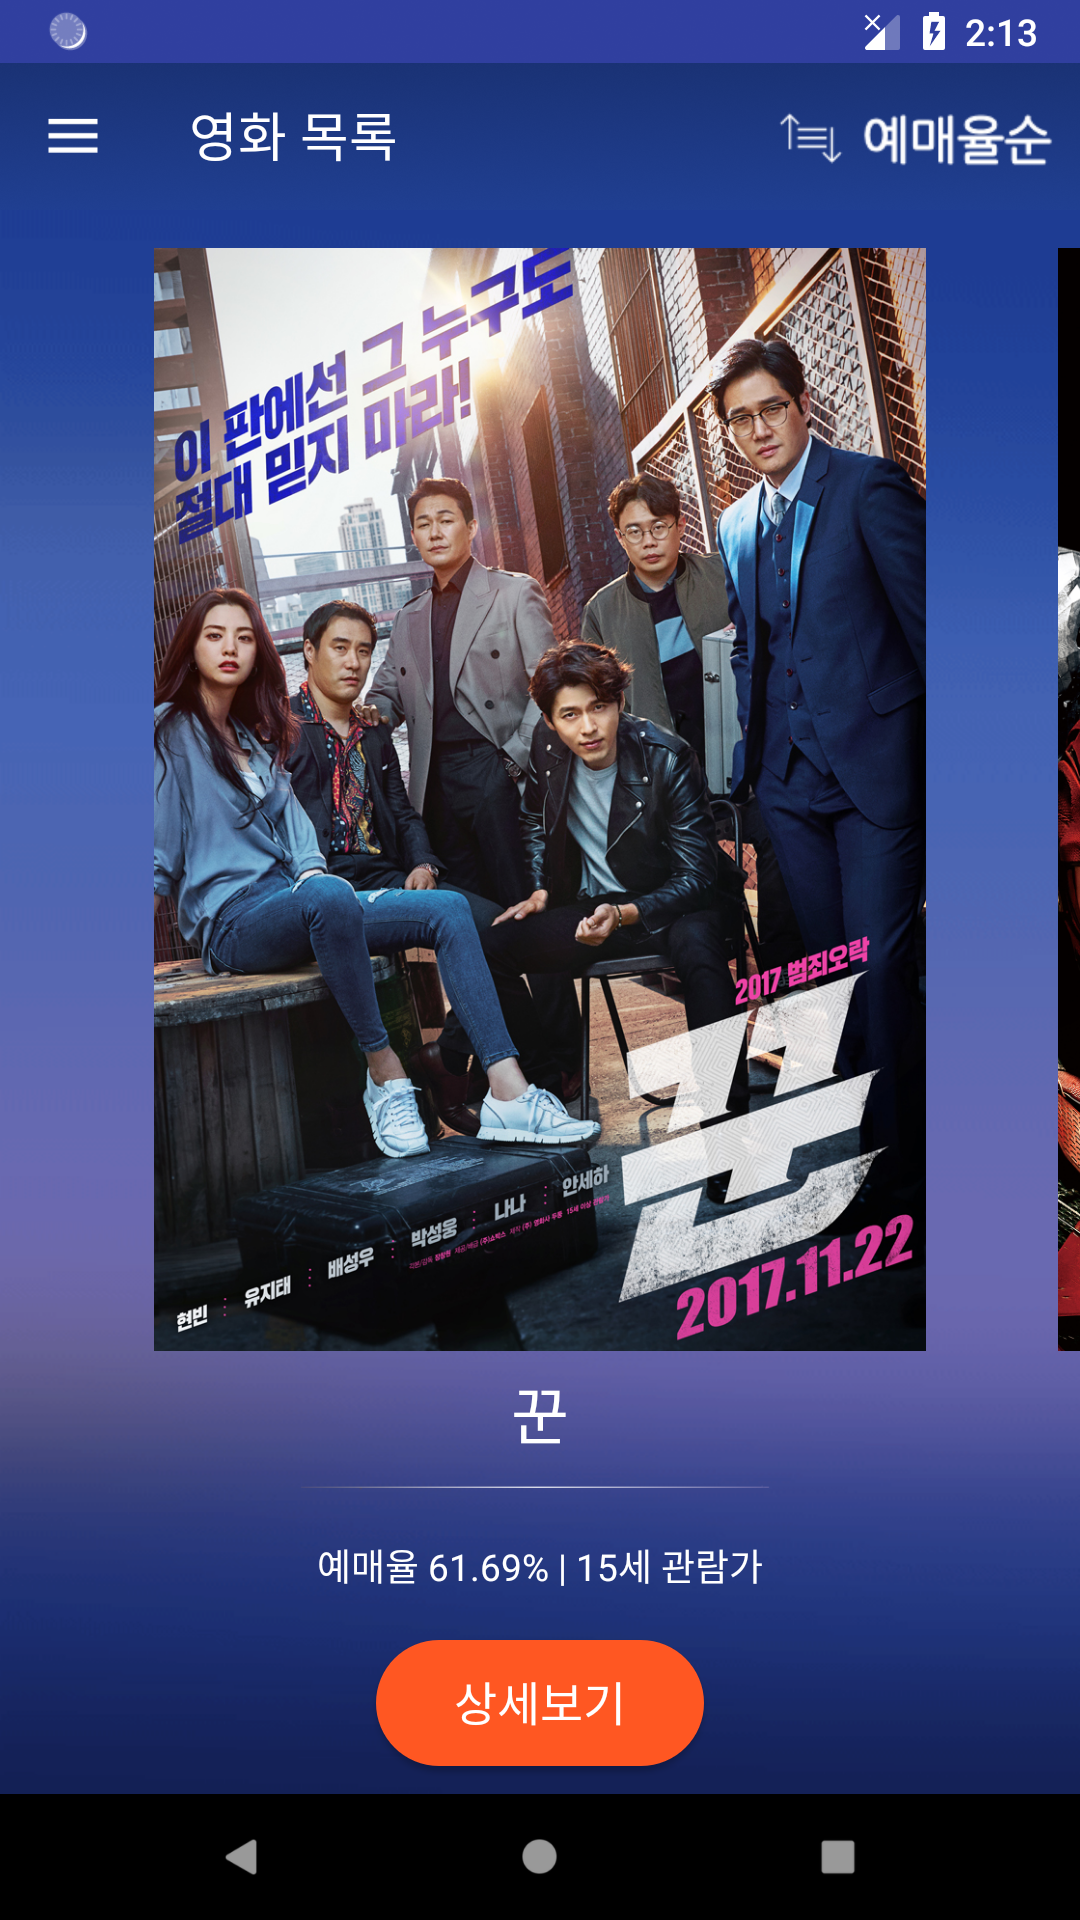 2:13
영화 목록
예매율순
이 판에선 그 누구도
절대 믿지 마라!
2017 범죄오락
꾼
2017.11.22
현빈 유지태 배성우 박성웅 나나 안세하
꾼
예매율 61.69% | 15세 관람가
상세보기